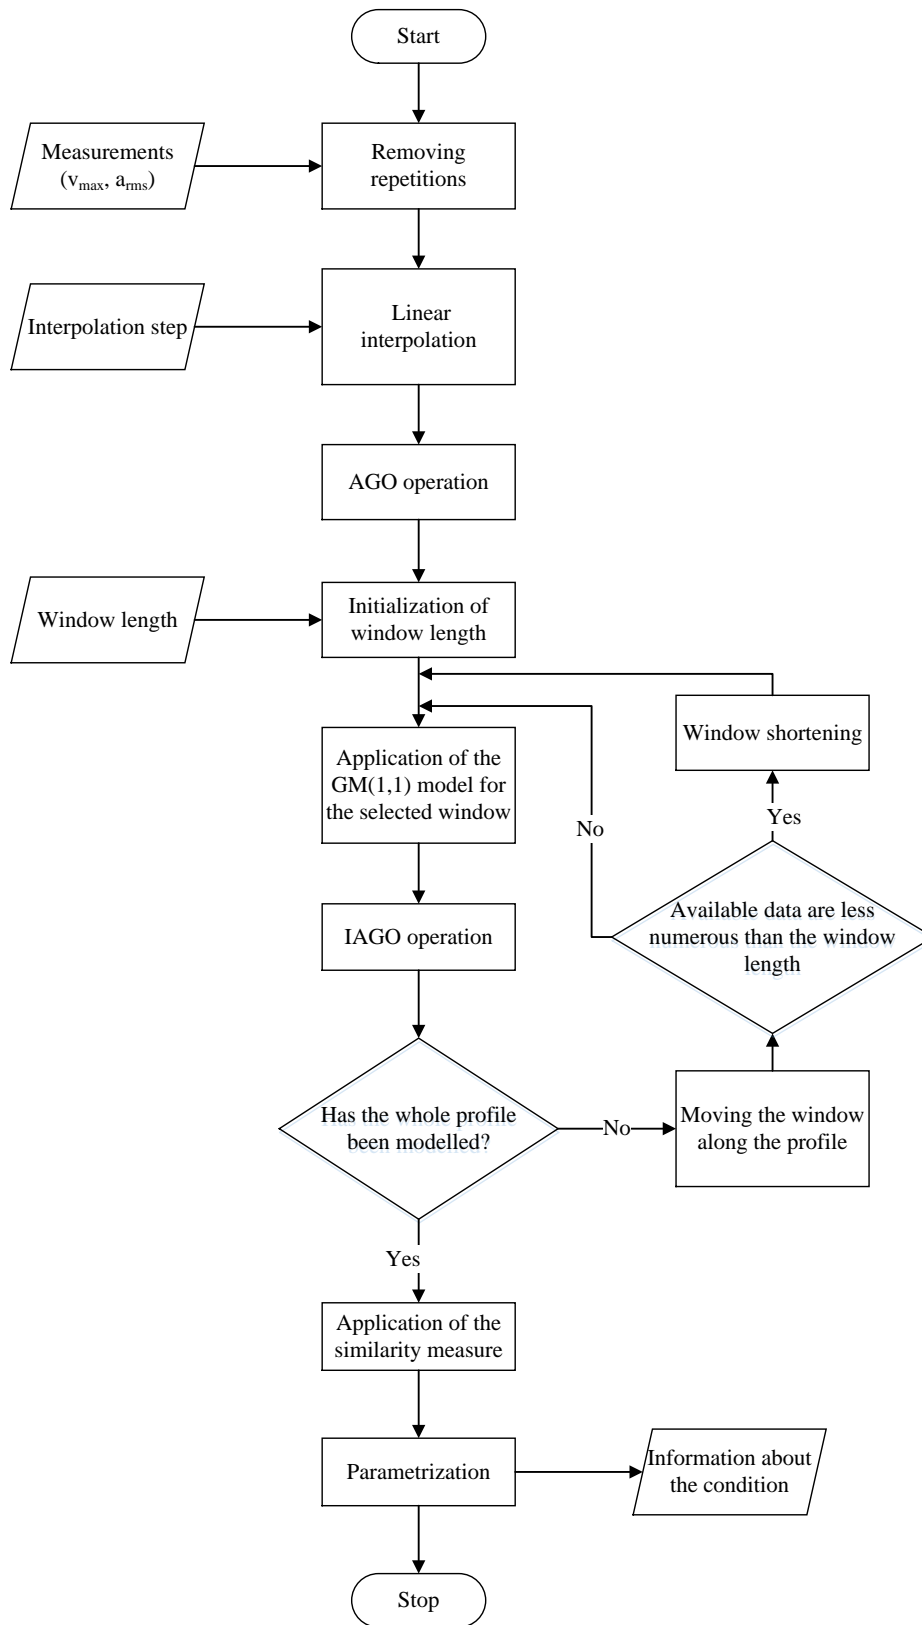 Start
Measurements
(vmax, arms)
Removing
repetitions
Interpolation step
Linear
interpolation
AGO operation
Window length
Initialization of
window length
Window shortening
Application of the
GM(1,1) model for
the selected window
Yes
No
Available data are less
numerous than the window
length
IAGO operation
Has the whole profile
been modelled?
No
Moving the window
along the profile
Yes
Application of the
similarity measure
Parametrization
Information about
the condition
Stop